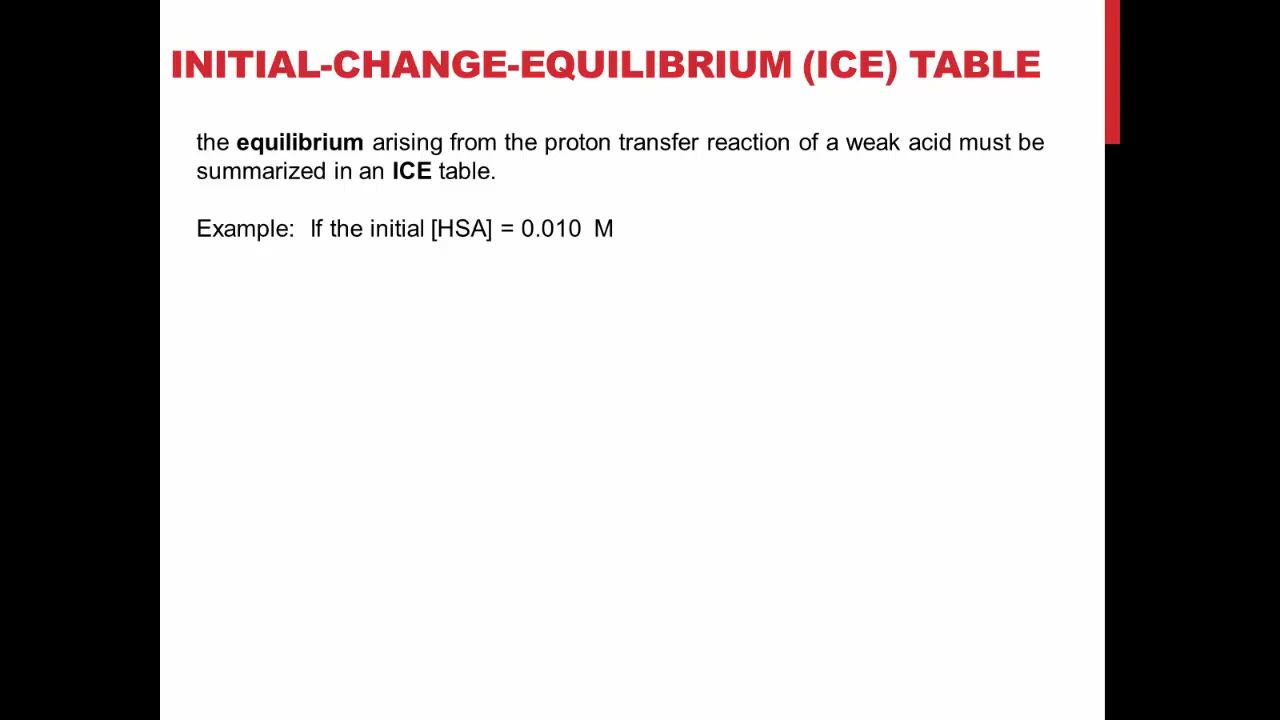 INITIAL-CHANGE-EQUILIBRIUM (ICE) TABLE
the equilibrium arising from the proton transfer reaction of a weak acid must be
summarized in an ICE table.
Example: If the initial [HSA] = 0.010 M